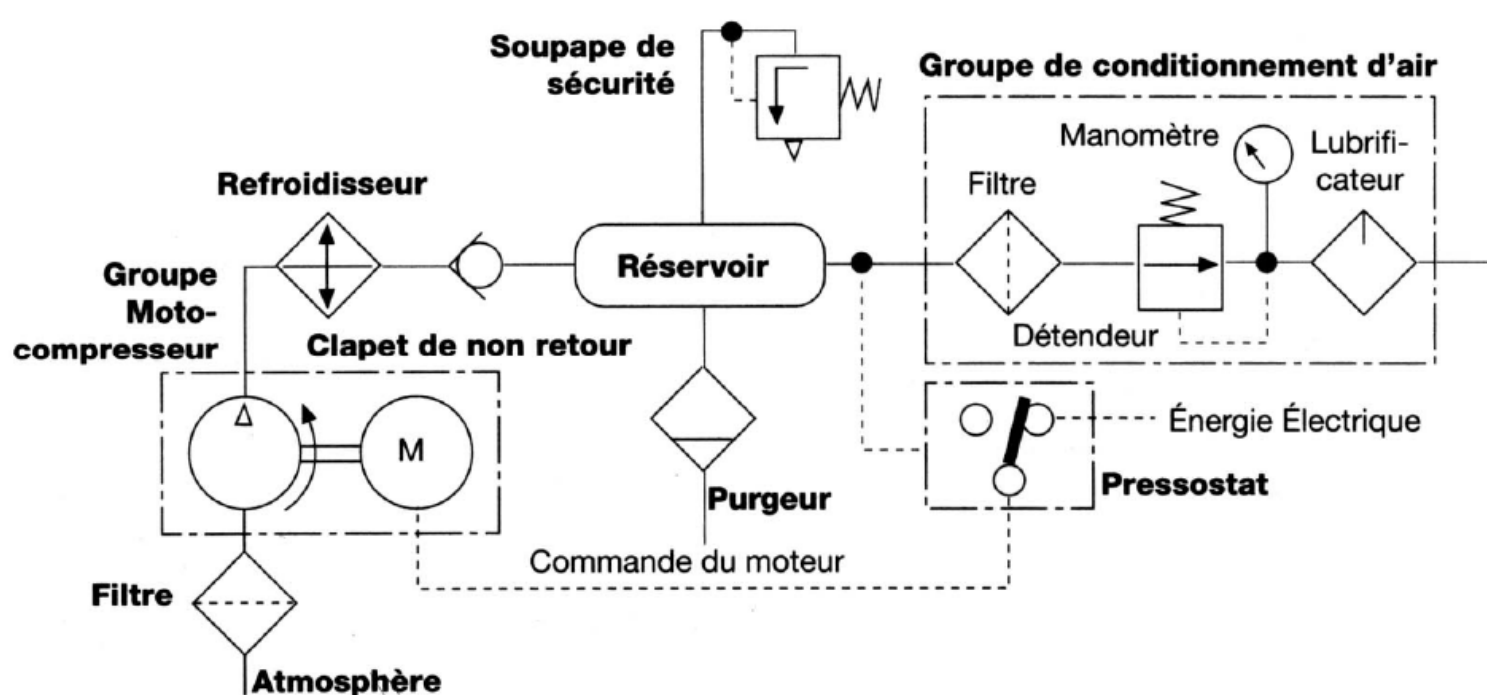 Soupape de
sécurité
Groupe de conditionnement d'air
Manomètre
Lubrifi-
cateur
Filtre
Refroidisseur
Réservoir
Groupe
Moto-
compresseur
Clapet de non retour
Détendeur
M
Énergie Électrique
Pressostat
Purgeur
Commande du moteur
Filtre
Atmosphère